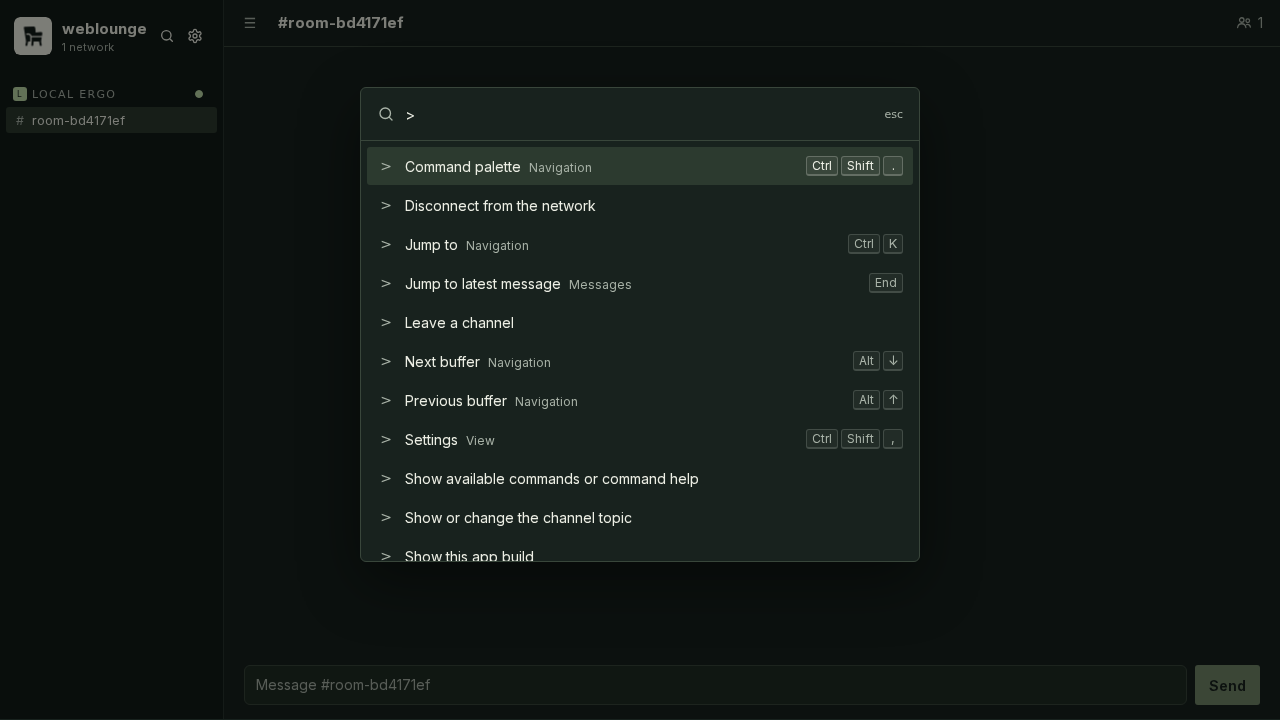 weblounge
1 network
L LOCAL ERGO
# room-bd4171ef
#room-bd4171ef
1
> esc
> Command palette Navigation Ctrl Shift .
> Disconnect from the network
> Jump to Navigation Ctrl K
> Jump to latest message Messages End
> Leave a channel
> Next buffer Navigation Alt ↓
> Previous buffer Navigation Alt ↑
> Settings View Ctrl Shift ,
> Show available commands or command help
> Show or change the channel topic
> Show this app build
Message #room-bd4171ef
Send